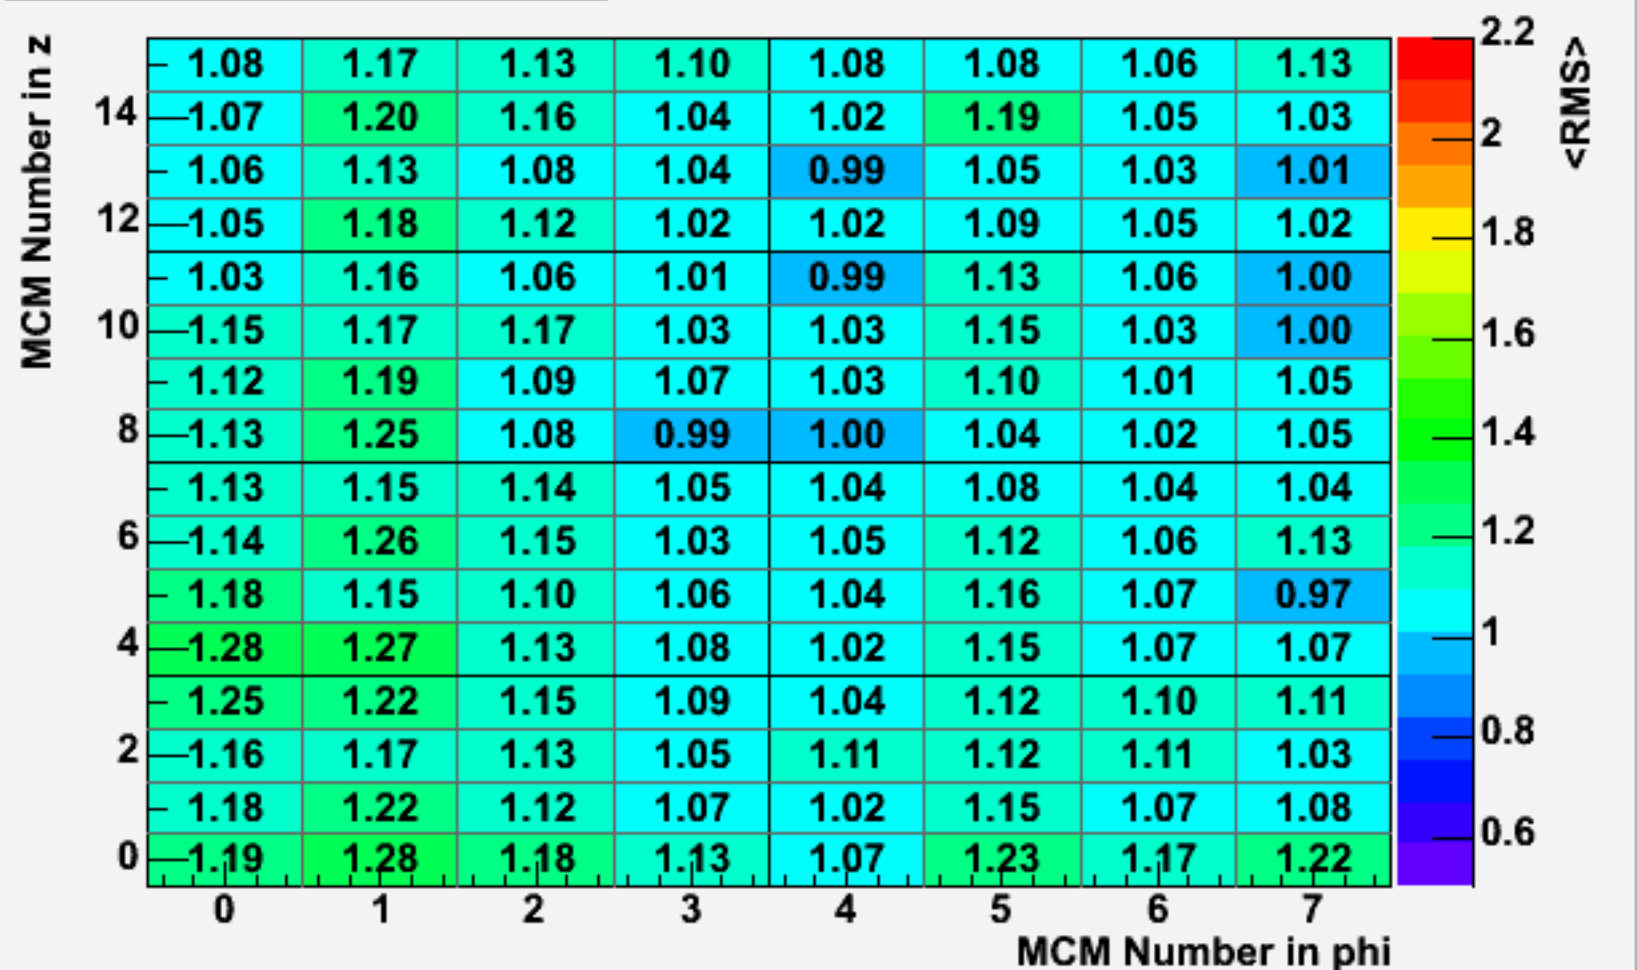 MCM Number in z
1.08 1.17 1.13 1.10 1.08 1.08 1.06 1.13
14 1.07 1.20 1.16 1.04 1.02 1.19 1.05 1.03
1.06 1.13 1.08 1.04 0.99 1.05 1.03 1.01
12 1.05 1.18 1.12 1.02 1.02 1.09 1.05 1.02
1.03 1.16 1.06 1.01 0.99 1.13 1.06 1.00
10 1.15 1.17 1.17 1.03 1.03 1.15 1.03 1.00
1.12 1.19 1.09 1.07 1.03 1.10 1.01 1.05
8 1.13 1.25 1.08 0.99 1.00 1.04 1.02 1.05
1.13 1.15 1.14 1.05 1.04 1.08 1.04 1.04
6 1.14 1.26 1.15 1.03 1.05 1.12 1.06 1.13
1.18 1.15 1.10 1.06 1.04 1.16 1.07 0.97
4 1.28 1.27 1.13 1.08 1.02 1.15 1.07 1.07
1.25 1.22 1.15 1.09 1.04 1.12 1.10 1.11
2 1.16 1.17 1.13 1.05 1.11 1.12 1.11 1.03
1.18 1.22 1.12 1.07 1.02 1.15 1.07 1.08
0 1.19 1.28 1.18 1.13 1.07 1.23 1.17 1.22
0 1 2 3 4 5 6 7
MCM Number in phi
2.2
2
1.8
1.6
1.4
1.2
1
0.8
0.6
<RMS>